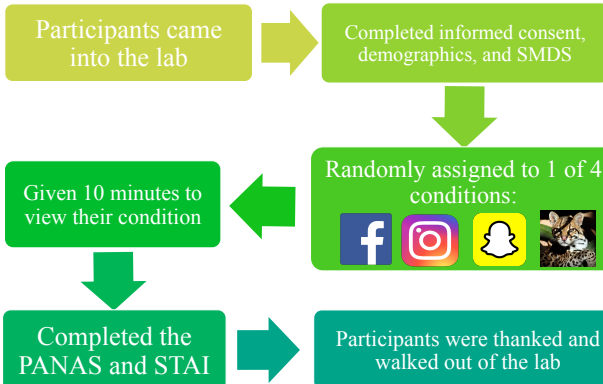 Participants came
into the lab
Completed informed consent,
demographics, and SMDS
Randomly assigned to 1 of 4
conditions:
Given 10 minutes to
view their condition
Completed the
PANAS and STAI
Participants were thanked and
walked out of the lab